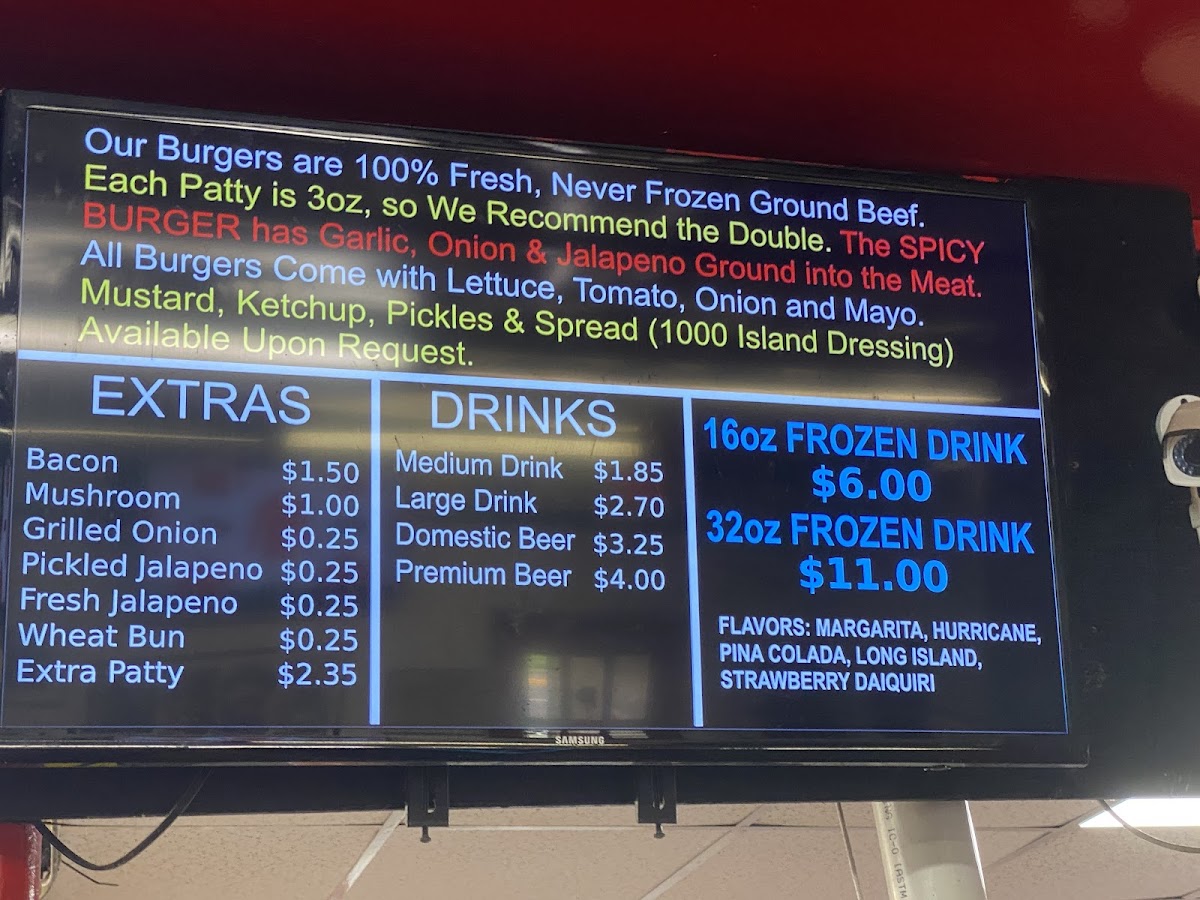 Our Burgers are 100% Fresh, Never Frozen Ground Beef.
Each Patty is 3oz, so We Recommend the Double. The SPICY
BURGER has Garlic, Onion & Jalapeno Ground into the Meat.
All Burgers Come with Lettuce, Tomato, Onion and Mayo.
Mustard, Ketchup, Pickles & Spread (1000 Island Dressing)
Available Upon Request.
EXTRAS
Bacon $1.50
Mushroom $1.00
Grilled Onion $0.25
Pickled Jalapeno $0.25
Fresh Jalapeno $0.25
Wheat Bun $0.25
Extra Patty $2.35
DRINKS
Medium Drink $1.85
Large Drink $2.70
Domestic Beer $3.25
Premium Beer $4.00
16oz FROZEN DRINK
$6.00
32oz FROZEN DRINK
$11.00
FLAVORS: MARGARITA, HURRICANE,
PINA COLADA, LONG ISLAND,
STRAWBERRY DAIQUIRI
SAMSUNG